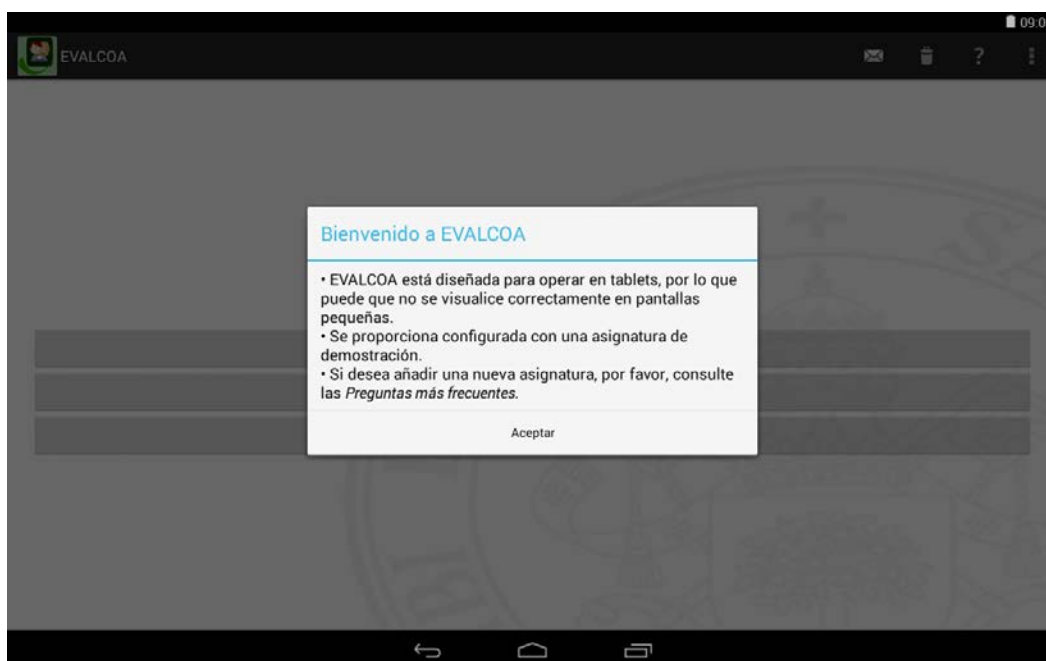 09:0
EVALCOA
Bienvenido a EVALCOA
• EVALCOA está diseñada para operar en tablets, por lo que
puede que no se visualice correctamente en pantallas
pequeñas.
• Se proporciona configurada con una asignatura de
demostración.
• Si desea añadir una nueva asignatura, por favor, consulte
las Preguntas más frecuentes.
Aceptar